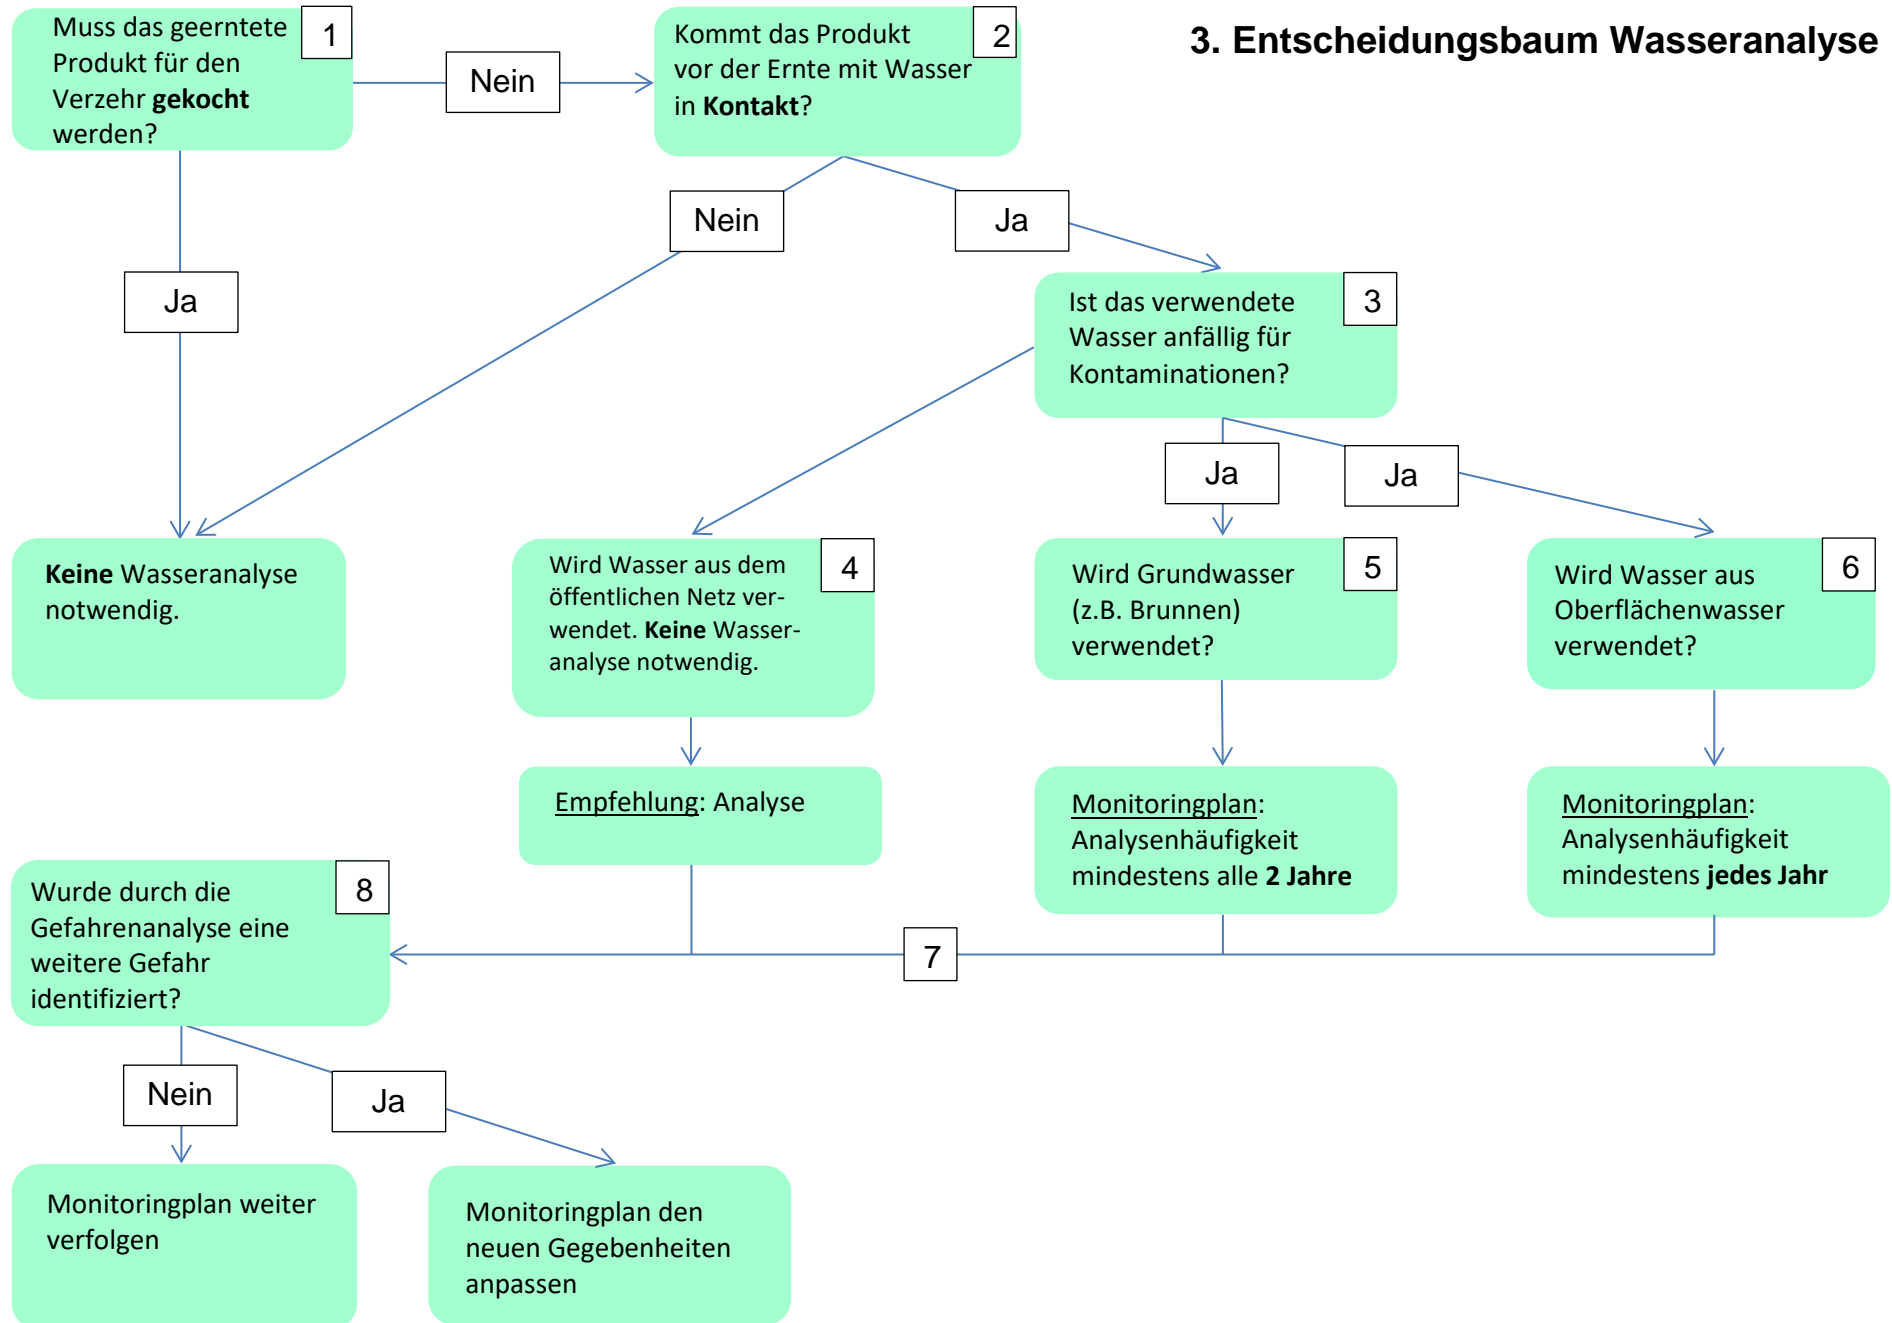 3. Entscheidungsbaum Wasseranalyse
1
Muss das geerntete
Produkt für den
Verzehr gekocht
werden?
Nein
2
Kommt das Produkt
vor der Ernte mit Wasser
in Kontakt?
Ja
Nein
Ja
3
Ist das verwendete
Wasser anfällig für
Kontaminationen?
Ja
Ja
Keine Wasseranalyse
notwendig.
4
Wird Wasser aus dem
öffentlichen Netz ver-
wendet. Keine Wasser-
analyse notwendig.
5
Wird Grundwasser
(z.B. Brunnen)
verwendet?
6
Wird Wasser aus
Oberflächenwasser
verwendet?
Empfehlung: Analyse
Monitoringplan:
Analysenhäufigkeit
mindestens alle 2 Jahre
Monitoringplan:
Analysenhäufigkeit
mindestens jedes Jahr
7
8
Wurde durch die
Gefahrenanalyse eine
weitere Gefahr
identifiziert?
Nein
Ja
Monitoringplan weiter
verfolgen
Monitoringplan den
neuen Gegebenheiten
anpassen